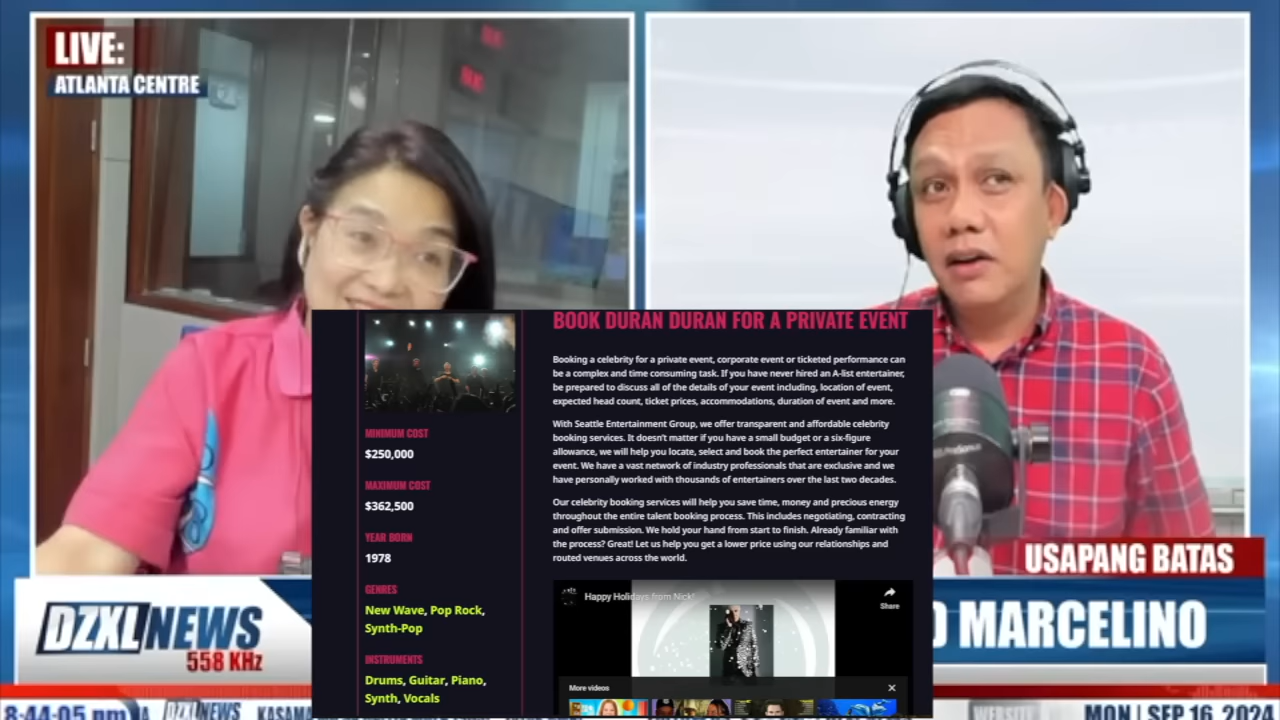 LIVE:
ATLANTA CENTRE
BOOK DURAN DURAN FOR A PRIVATE EVENT
Booking a celebrity for a private event, corporate event or ticketed performance can
be a complex and time consuming task. If you have never hired an A-list entertainer,
be prepared to discuss all of the details of your event including, location of event,
expected head count, ticket prices, accommodations, duration of event and more.
With Seattle Entertainment Group, we offer transparent and affordable celebrity
booking services. It doesn't matter if you have a small budget or a six-figure
allowance, we will help you locate, select and book the perfect entertainer for your
event. We have a vast network of industry professionals that are exclusive and we
have personally worked with thousands of entertainers over the last two decades.
Our celebrity booking services will help you save time, money and precious energy
throughout the entire talent booking process. This includes negotiating, contracting
and offer submission. We hold your hand from start to finish. Already familiar with
the process? Great! Let us help you get a lower price using our relationships and
routed venues across the world.
MINIMUM COST
$250,000
MAXIMUM COST
$362,500
YEAR BORN
1978
GENRES
New Wave, Pop Rock,
Synth-Pop
INSTRUMENTS
Drums, Guitar, Piano,
Synth, Vocals
Happy Holidays from Nick!
Share
More videos
USAPANG BATAS
MARCELINO
DZXL NEWS
558 KHz
8:44:05 pm
DZXL NEWS
WEBSITE
MON | SEP 16, 2024